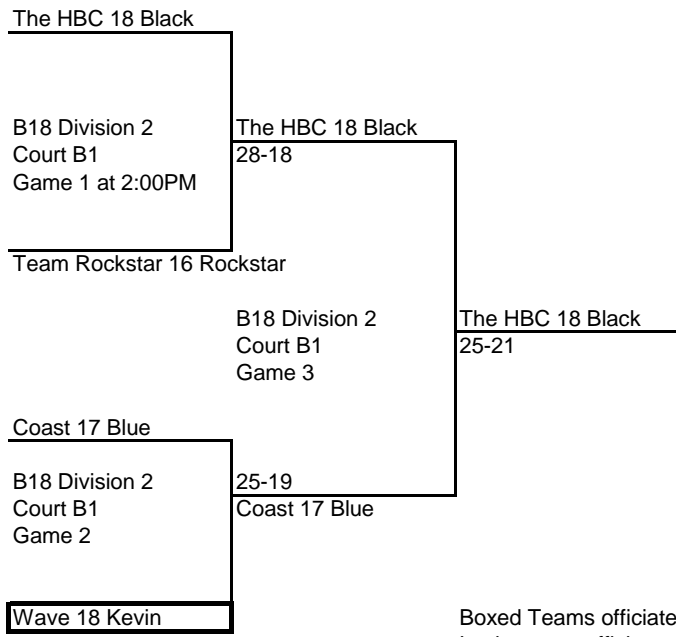 The HBC 18 Black
B18 Division 2
Court B1
Game 1 at 2:00PM
The HBC 18 Black
28-18
Team Rockstar 16 Rockstar
B18 Division 2
Court B1
Game 3
The HBC 18 Black
25-21
Coast 17 Blue
B18 Division 2
Court B1
Game 2
25-19
Coast 17 Blue
Wave 18 Kevin
Boxed Teams officiate